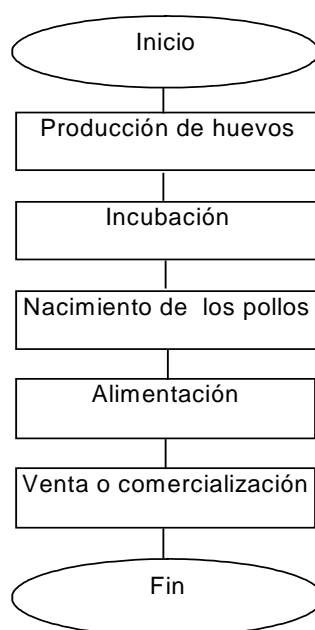 Inicio
Producción de huevos
Incubación
Nacimiento de los pollos
Alimentación
Venta o comercialización
Fin